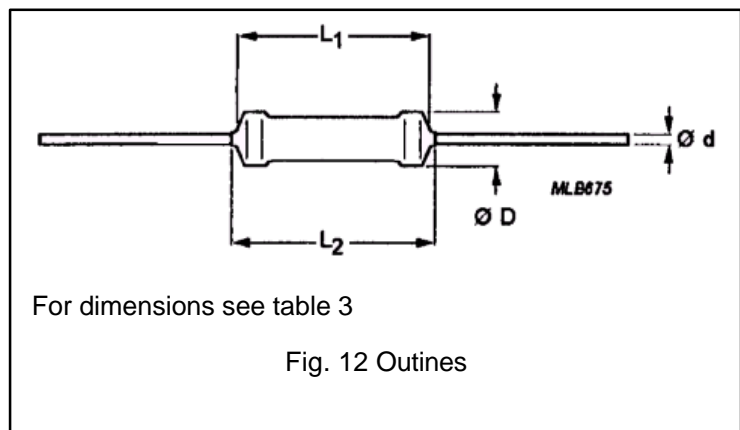 L1
Ø d
MLB675
Ø D
L2
For dimensions see table 3
Fig. 12 Outines